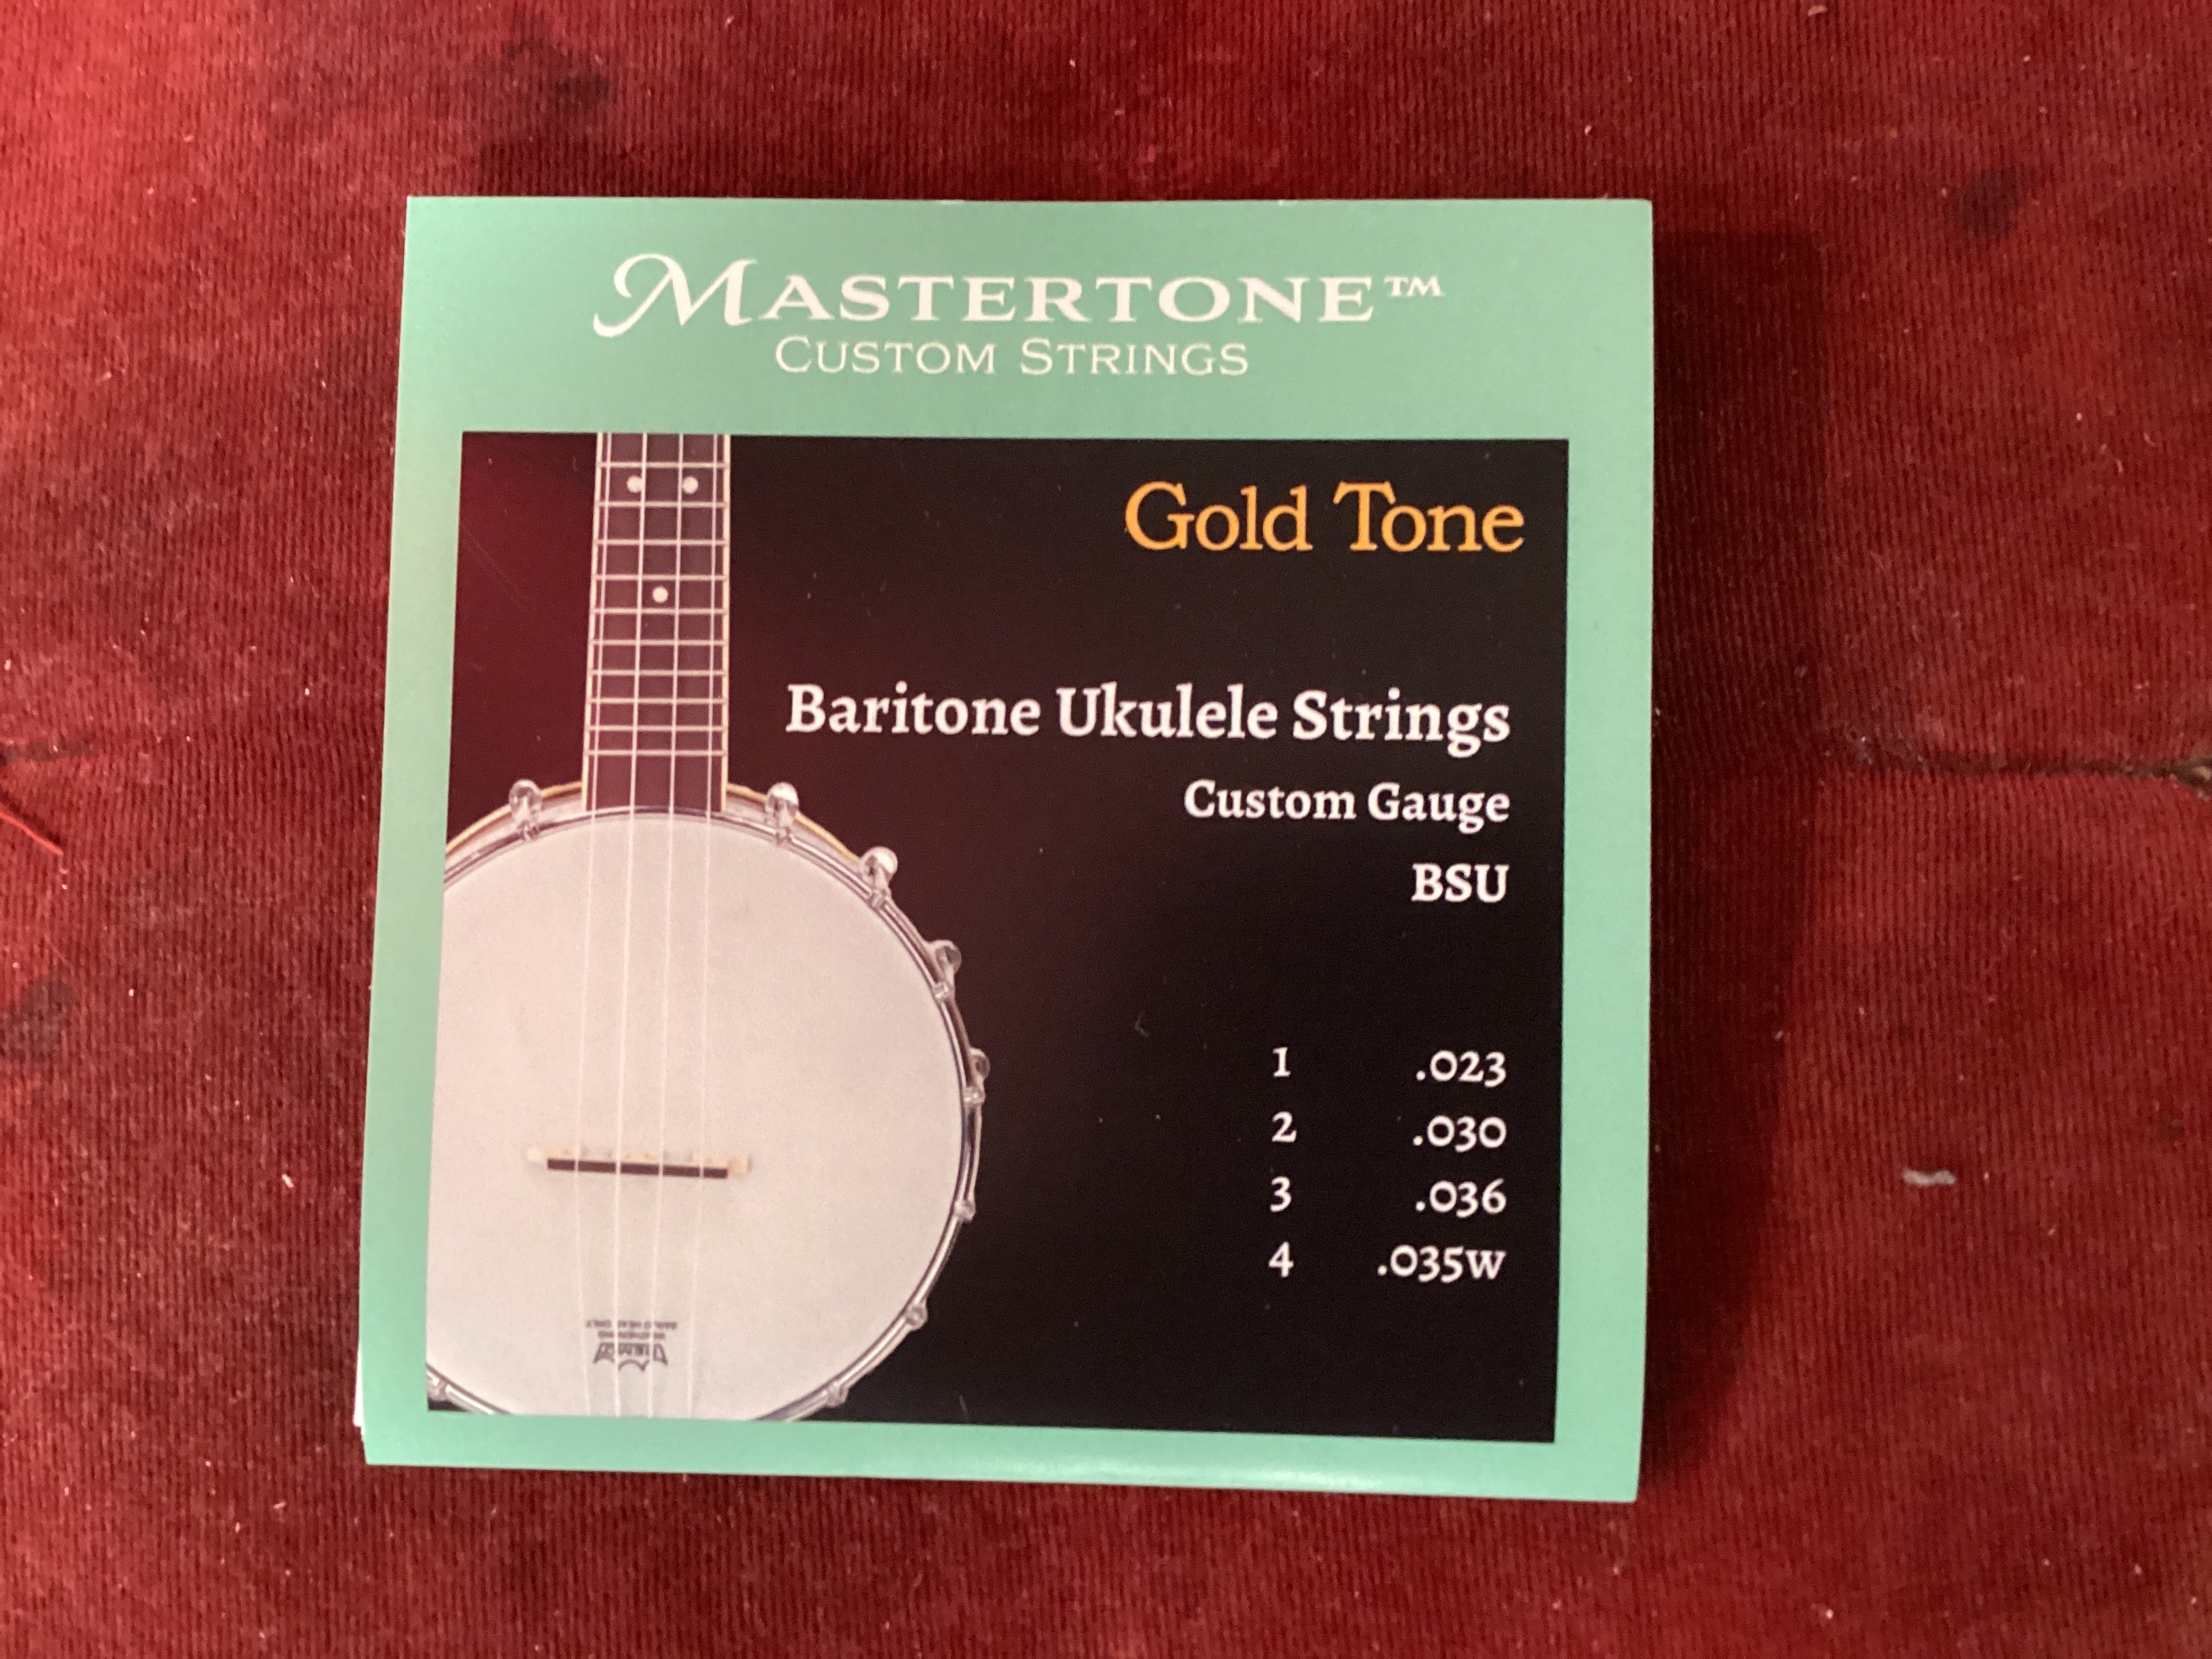 MASTERTONE™
CUSTOM STRINGS
Gold Tone
Baritone Ukulele Strings
Custom Gauge
BSU
1 .023
2 .030
3 .036
4 .035W